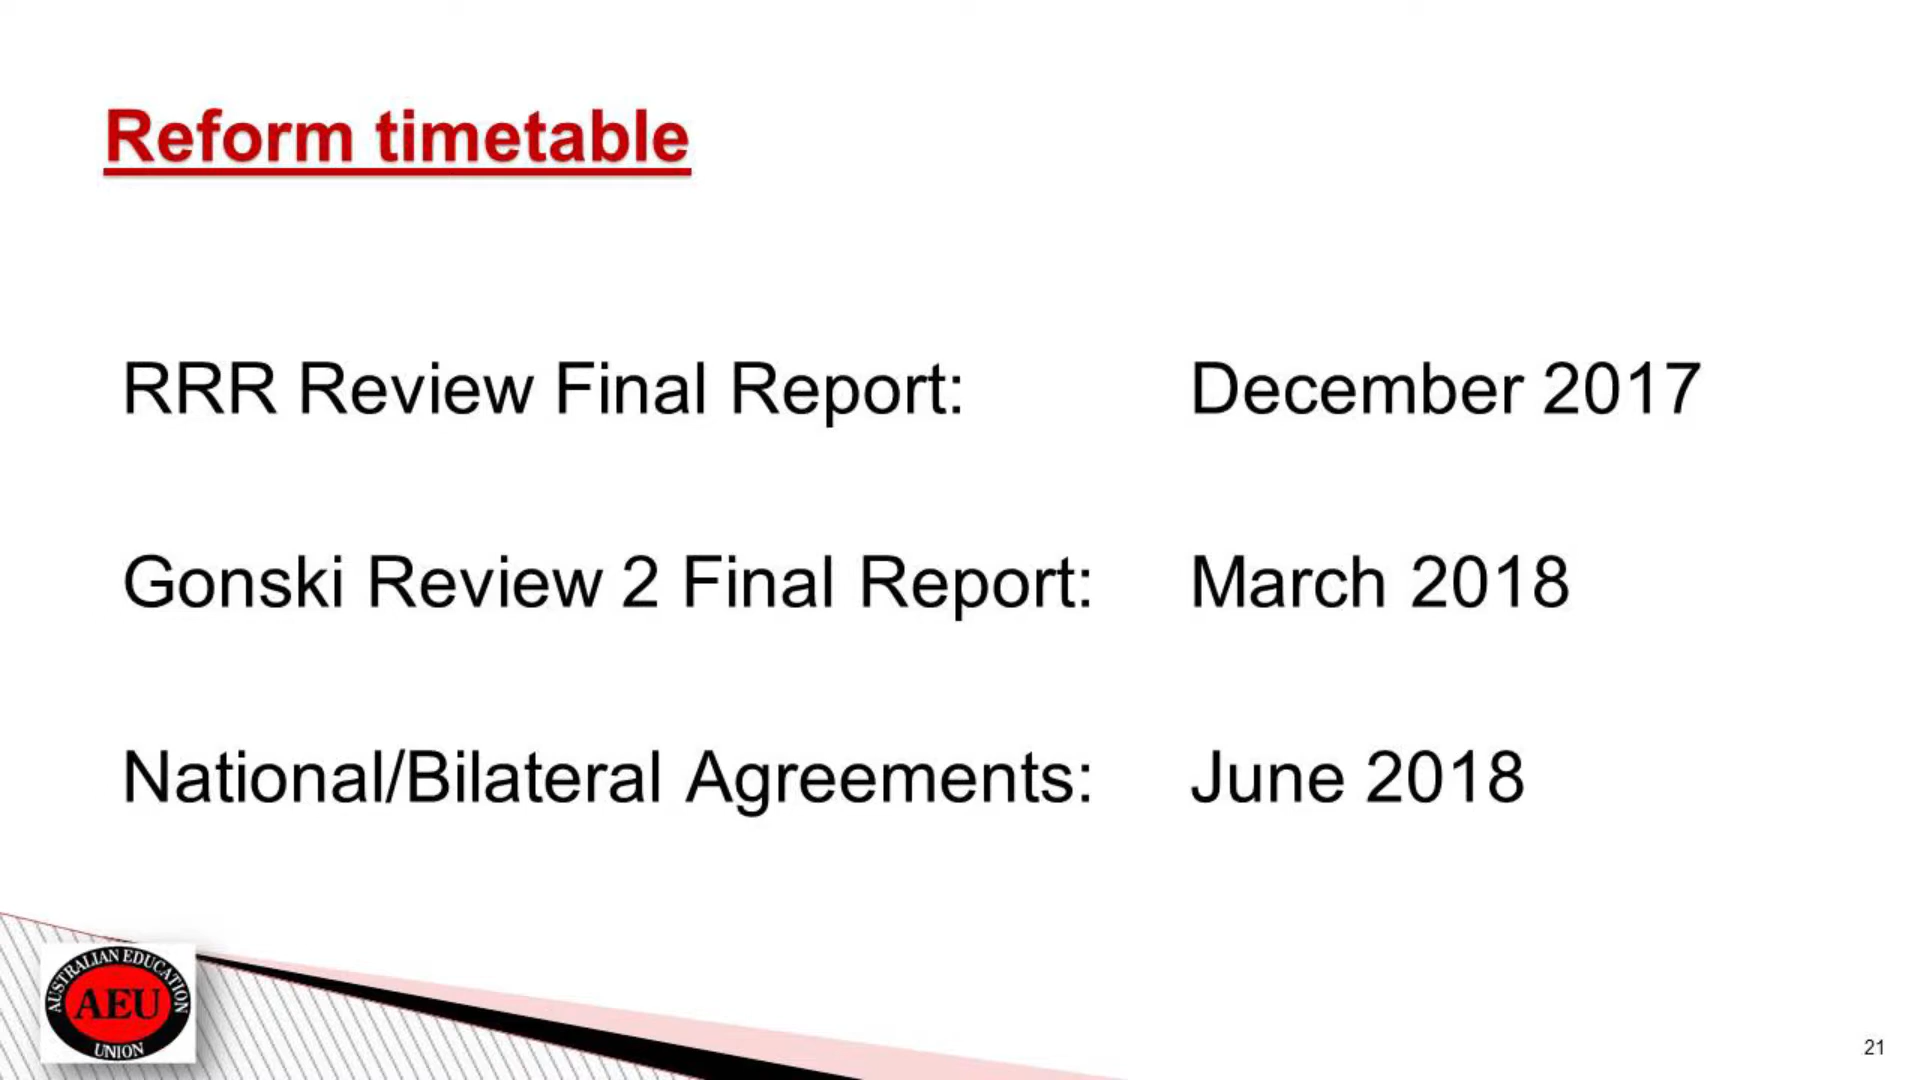 Reform timetable
RRR Review Final Report: December 2017
Gonski Review 2 Final Report: March 2018
National/Bilateral Agreements: June 2018
AUSTRALIAN EDUCATION
AEU
UNION
21